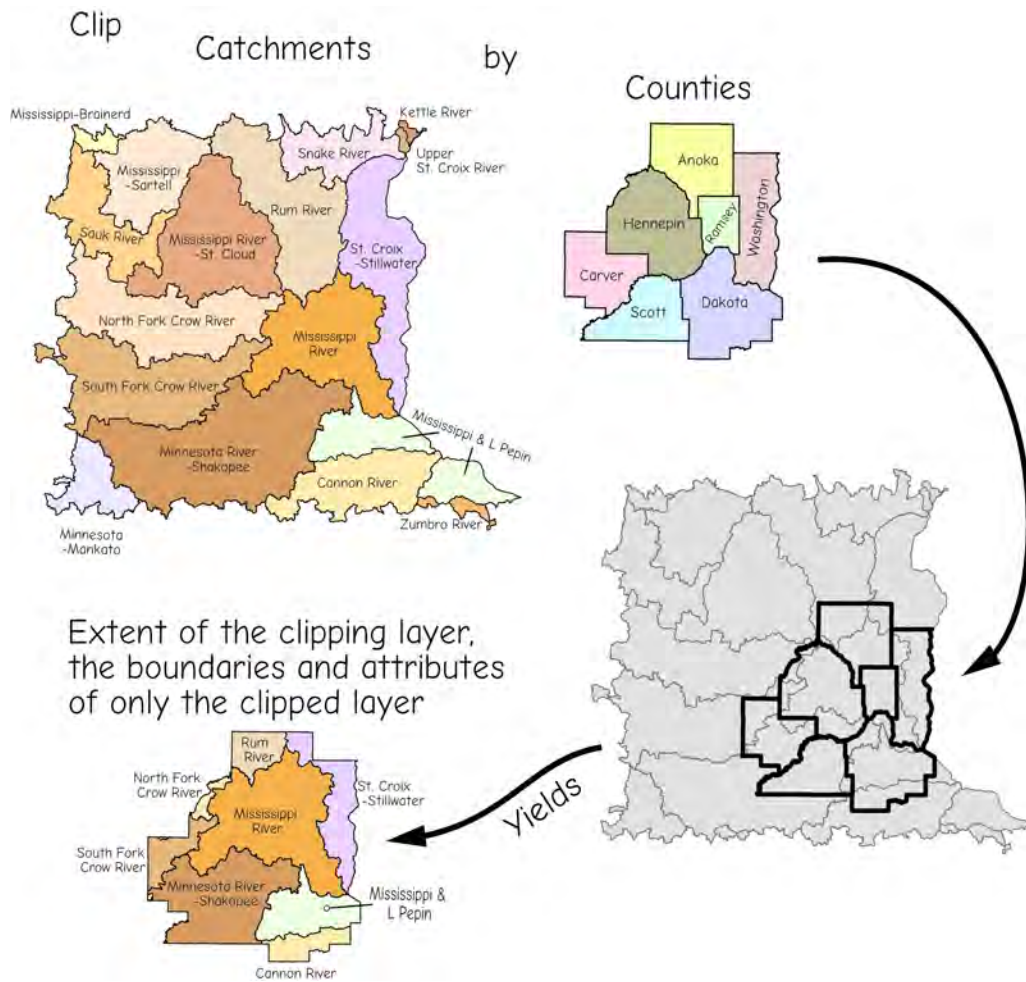 Clip
Catchments
by
Counties
Mississippi-Brainerd
Kettle River
Snake River
Upper
St. Croix River
Mississippi
-Sartell
Rum River
Sauk River
Mississippi River
-St. Cloud
St. Croix
-Stillwater
North Fork Crow River
Mississippi
River
South Fork Crow River
Minnesota River
-Shakopee
Mississippi & L Pepin
Cannon River
Zumbro River
Minnesota
-Mankato
Anoka
Hennepin
Ramsey
Washington
Carver
Scott
Dakota
Extent of the clipping layer,
the boundaries and attributes
of only the clipped layer
Yields
Rum
River
North Fork
Crow River
St. Croix
-Stillwater
Mississippi
River
South Fork
Crow River
Minnesota River
-Shakopee
Mississippi &
L Pepin
Cannon River